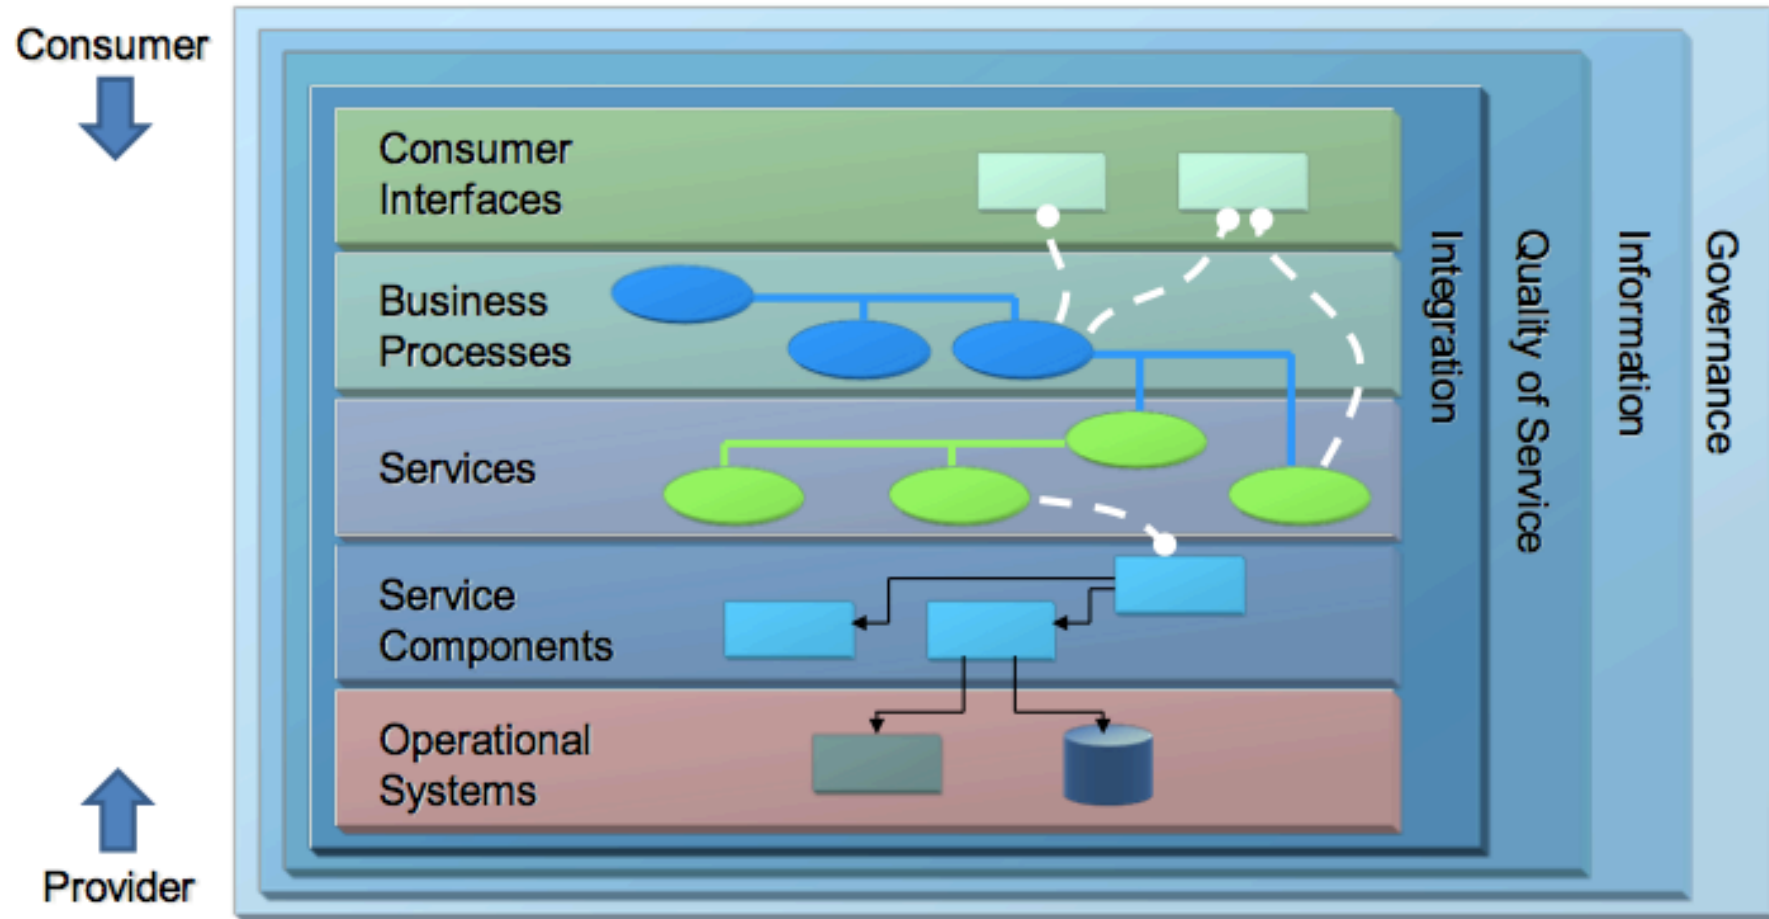 Consumer
Consumer
Interfaces
Business
Processes
Services
Service
Components
Operational
Systems
Provider
Integration
Quality of Service
Information
Governance